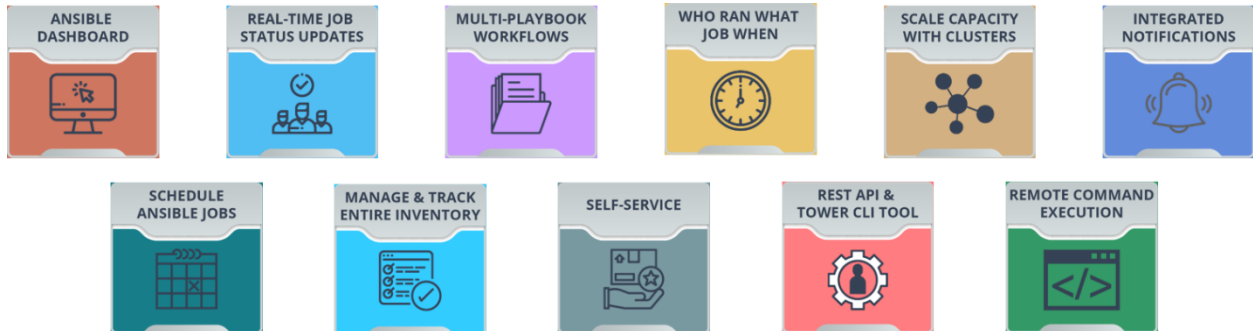 ANSIBLE
DASHBOARD
REAL-TIME JOB
STATUS UPDATES
MULTI-PLAYBOOK
WORKFLOWS
WHO RAN WHAT
JOB WHEN
SCALE CAPACITY
WITH CLUSTERS
INTEGRATED
NOTIFICATIONS
SCHEDULE
ANSIBLE JOBS
MANAGE & TRACK
ENTIRE INVENTORY
SELF-SERVICE
REST API &
TOWER CLI TOOL
REMOTE COMMAND
EXECUTION
</>